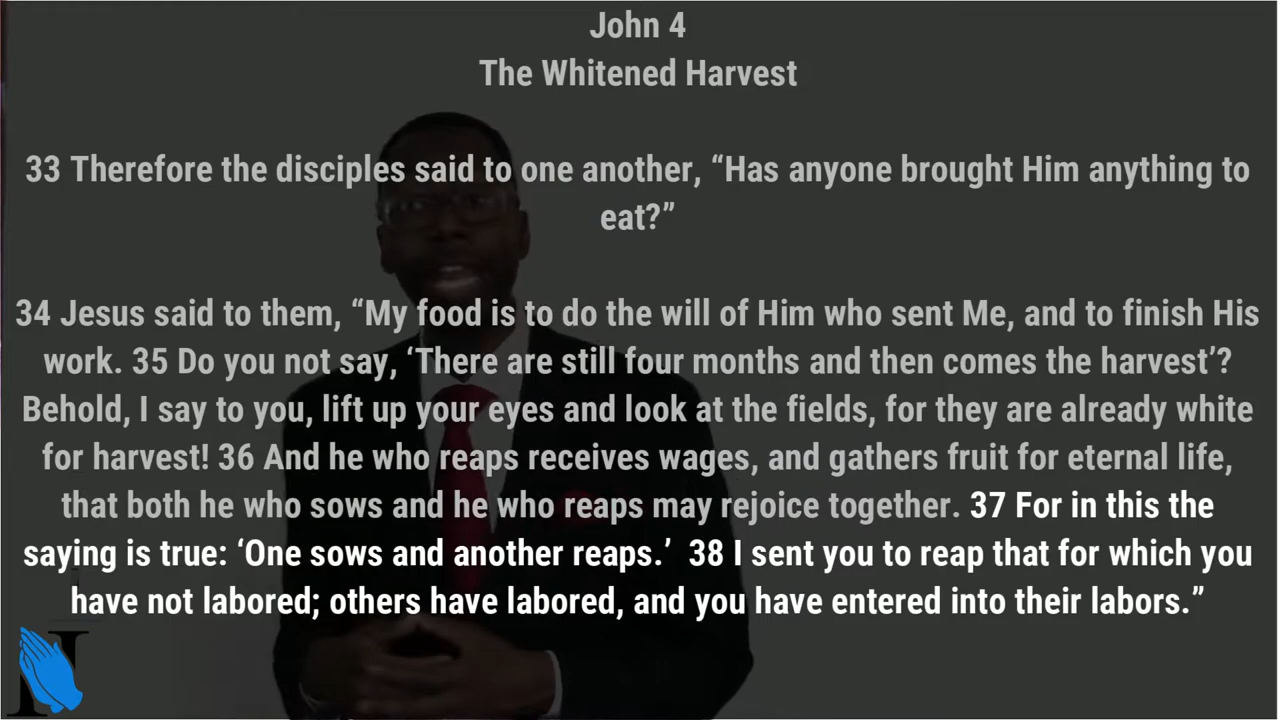 John 4
The Whitened Harvest
33 Therefore the disciples said to one another, “Has anyone brought Him anything to
eat?”
34 Jesus said to them, “My food is to do the will of Him who sent Me, and to finish His
work. 35 Do you not say, ‘There are still four months and then comes the harvest’?
Behold, I say to you, lift up your eyes and look at the fields, for they are already white
for harvest! 36 And he who reaps receives wages, and gathers fruit for eternal life,
that both he who sows and he who reaps may rejoice together. 37 For in this the
saying is true: ‘One sows and another reaps.’  38 I sent you to reap that for which you
have not labored; others have labored, and you have entered into their labors.”